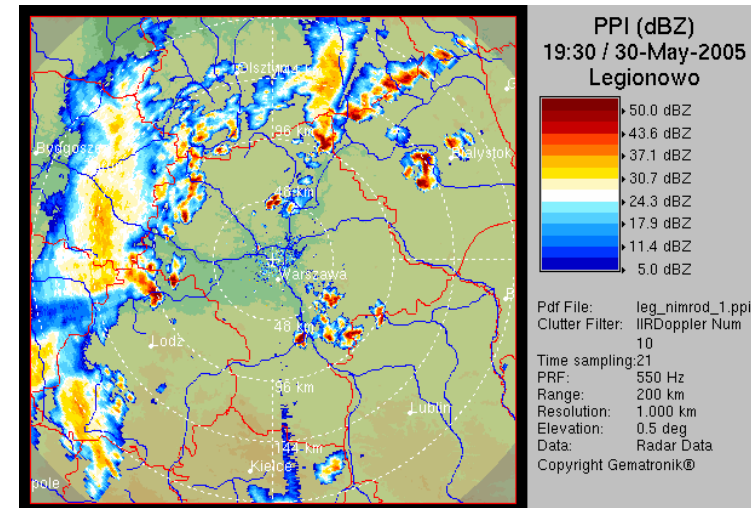 PPI (dBZ)
19:30 / 30-May-2005
Legionowo
50.0 dBZ
43.6 dBZ
37.1 dBZ
30.7 dBZ
24.3 dBZ
17.9 dBZ
11.4 dBZ
5.0 dBZ
Pdf File: leg_nimrod_1.ppi
Clutter Filter: IIRDoppler Num
10
Time sampling:21
PRF: 550 Hz
Range: 200 km
Resolution: 1.000 km
Elevation: 0.5 deg
Data: Radar Data
Copyright Gematronik®
Olsztyn
96 km
Bydgosz
Bialystok
48 km
Warszawa
48 km
Lodz
96 km
Lublin
144 km
Kielce
pole